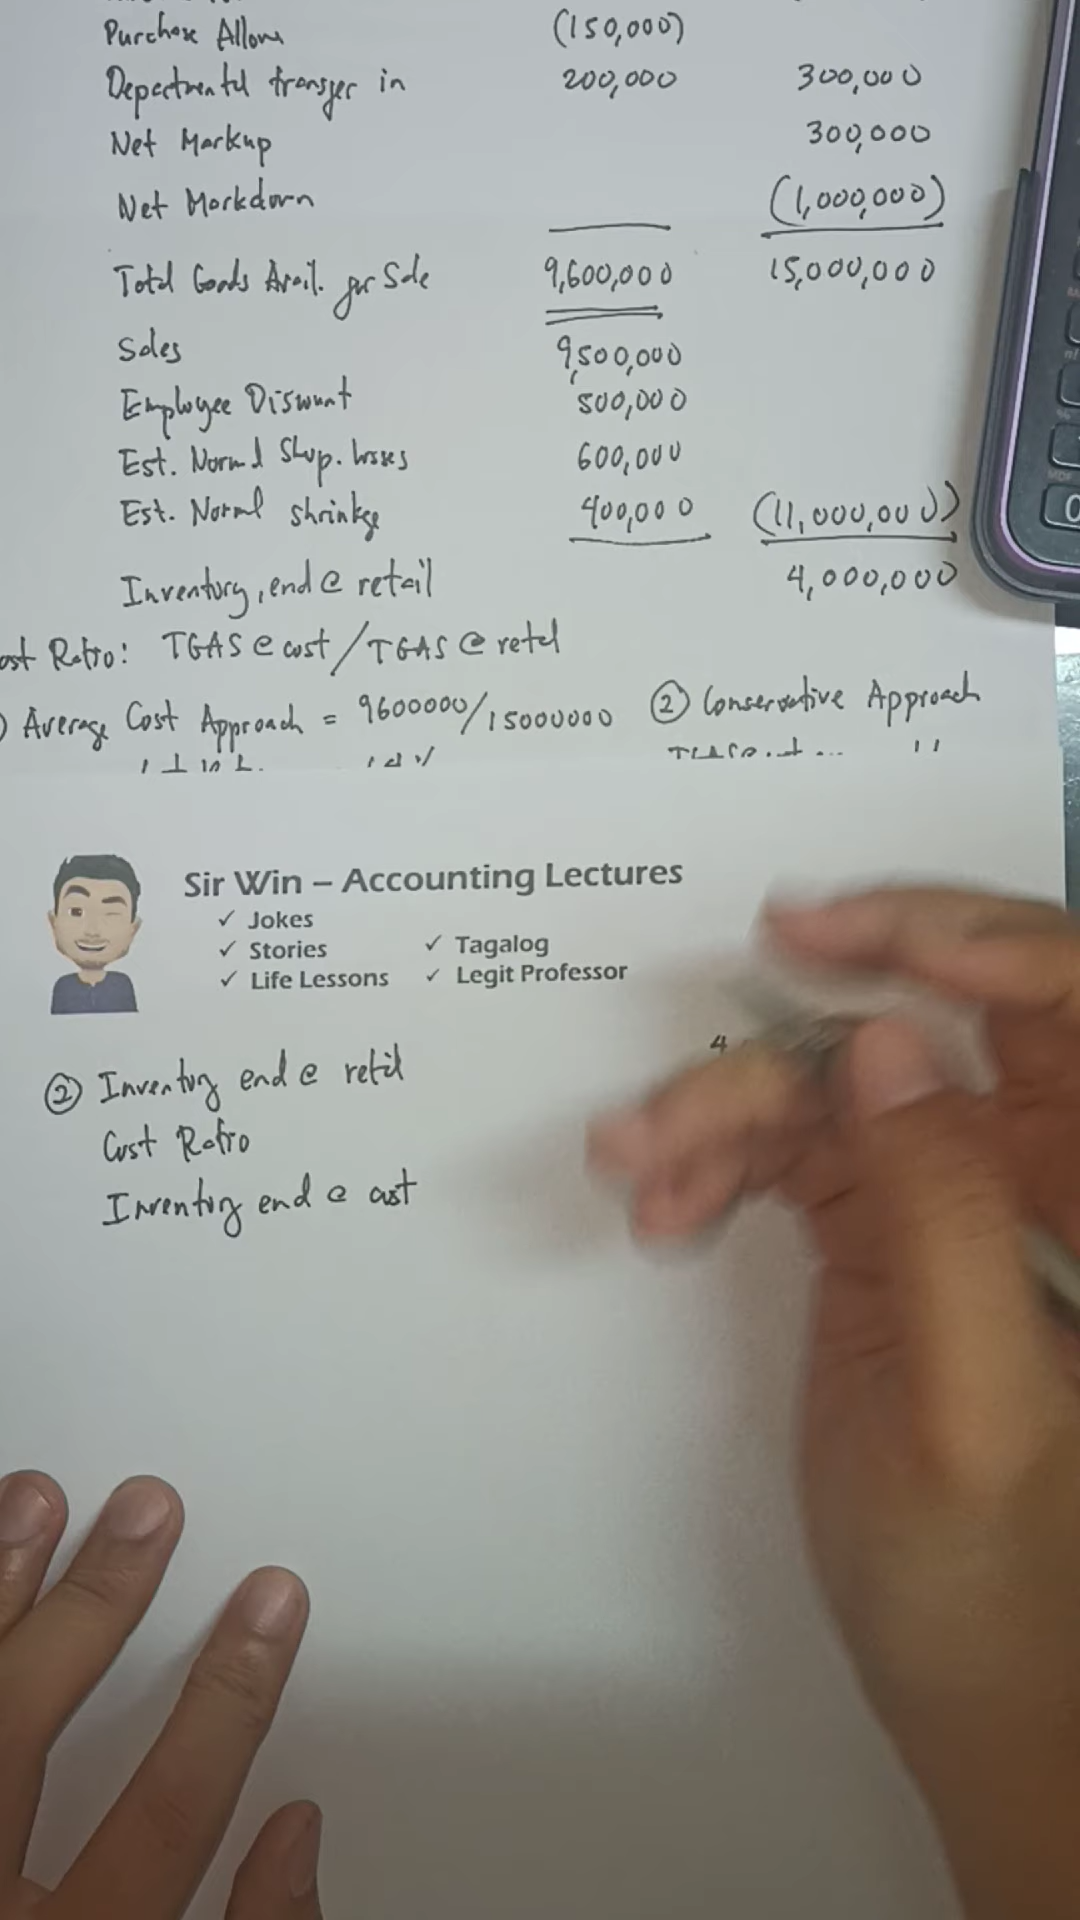 Purchase Allow (150,000)
Departmental transfer in 200,000 300,000
Net Markup 300,000
Net Markdown (1,000,000)
Total Goods Avail. for Sale 9,600,000 15,000,000
Sales 9,500,000
Employee Discount 500,000
Est. Normal Shop. losses 600,000
Est. Normal shrinkge 400,000 (11,000,000)
Inventory, end @ retail 4,000,000
ost Ratio: TGAS @ cost / TGAS @ retail
Average Cost Approach = 9600000/15000000
② Conservative Approach
Sir Win – Accounting Lectures
✓ Jokes
✓ Stories ✓ Tagalog
✓ Life Lessons ✓ Legit Professor
② Inventory end @ retail 4
Cost Ratio
Inventory end @ cost